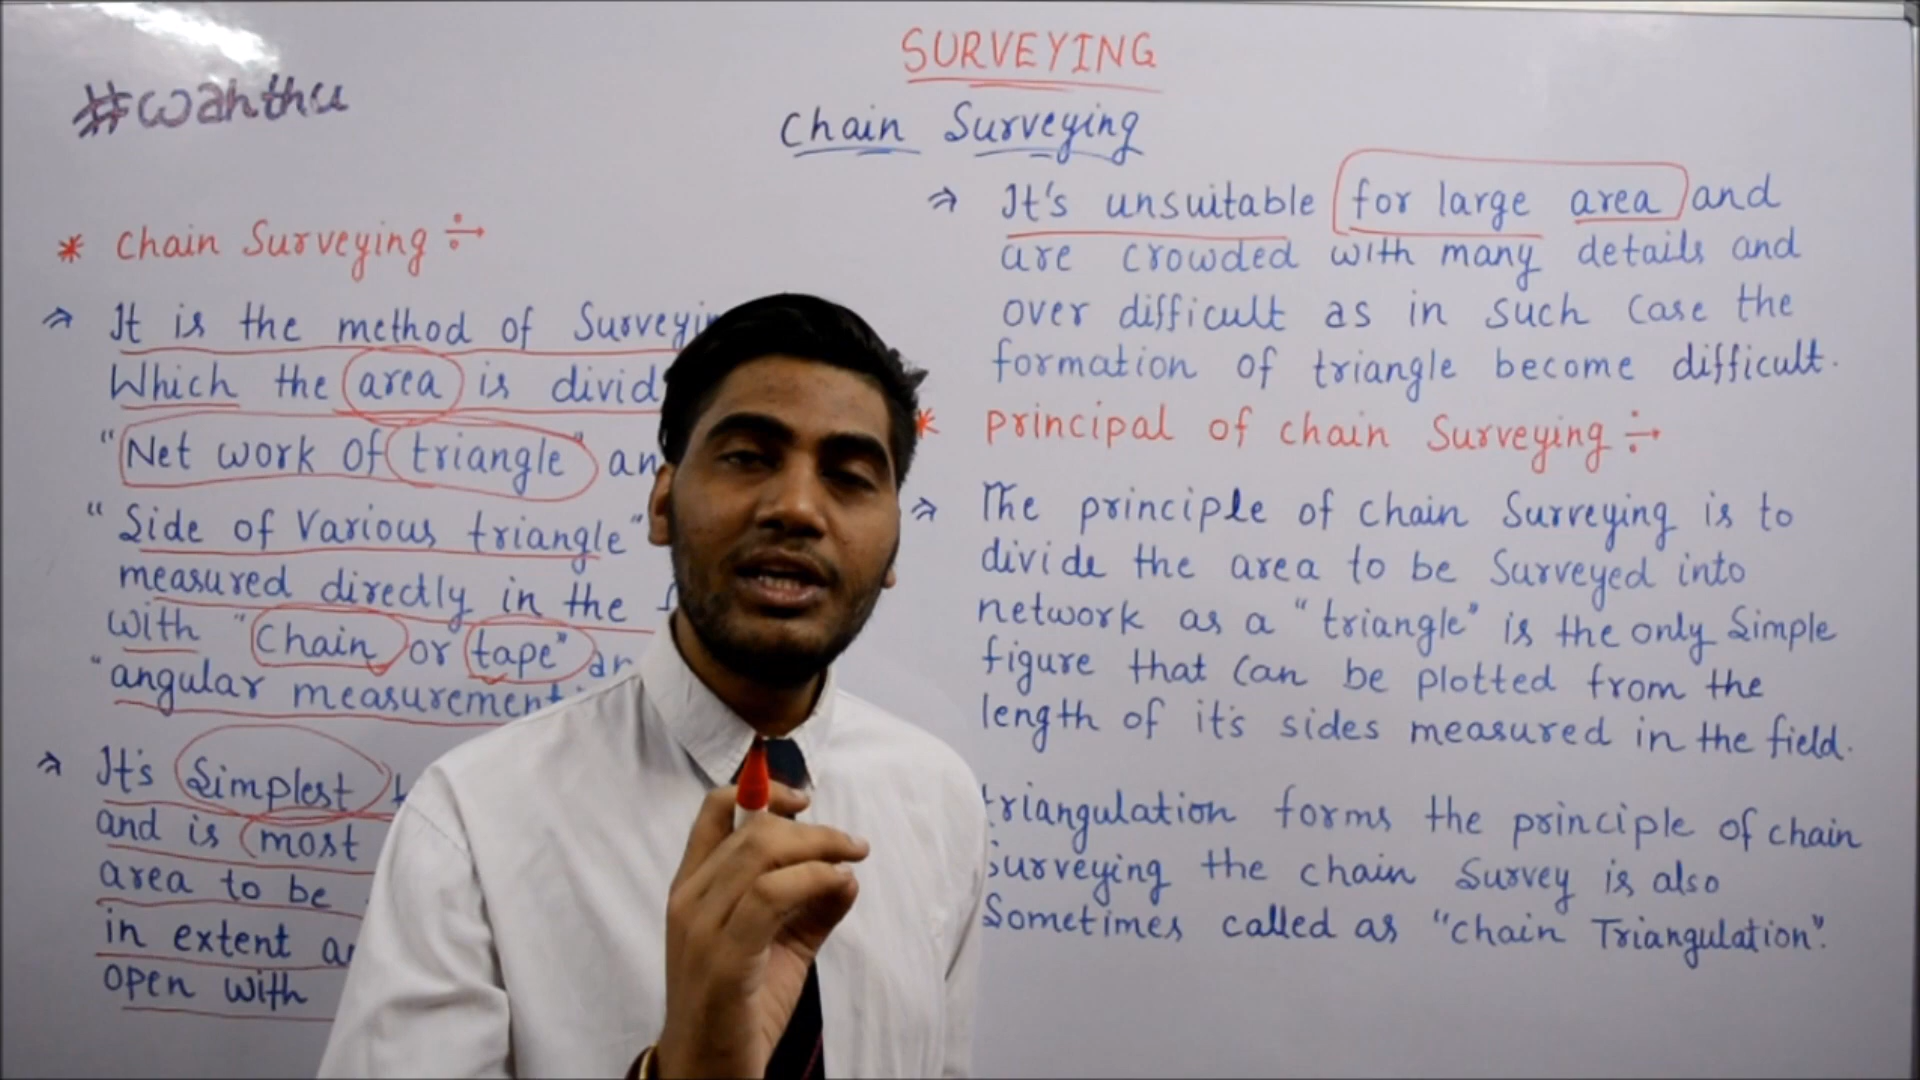 SURVEYING
#wahthu
Chain Surveying
* Chain Surveying ÷→
⇒ It is the method of
Which the area is
"Net work of triangle"
"Side of Various triangle"
measured directly in the
with "Chain or tape"
"angular measurement
⇒ It's Simplest
and is most
area to be
in extent
open with
⇒ It's unsuitable for large area and
are crowded with many details and
over difficult as in such Case the
formation of triangle become difficult.
* principal of chain Surveying ÷→
⇒ The principle of chain Surveying is to
divide the area to be Surveyed into
network as a "triangle" is the only Simple
figure that Can be plotted from the
length of it's sides measured in the field.
triangulation forms the principle of chain
Surveying the chain Survey is also
Sometimes called as "Chain Triangulation".